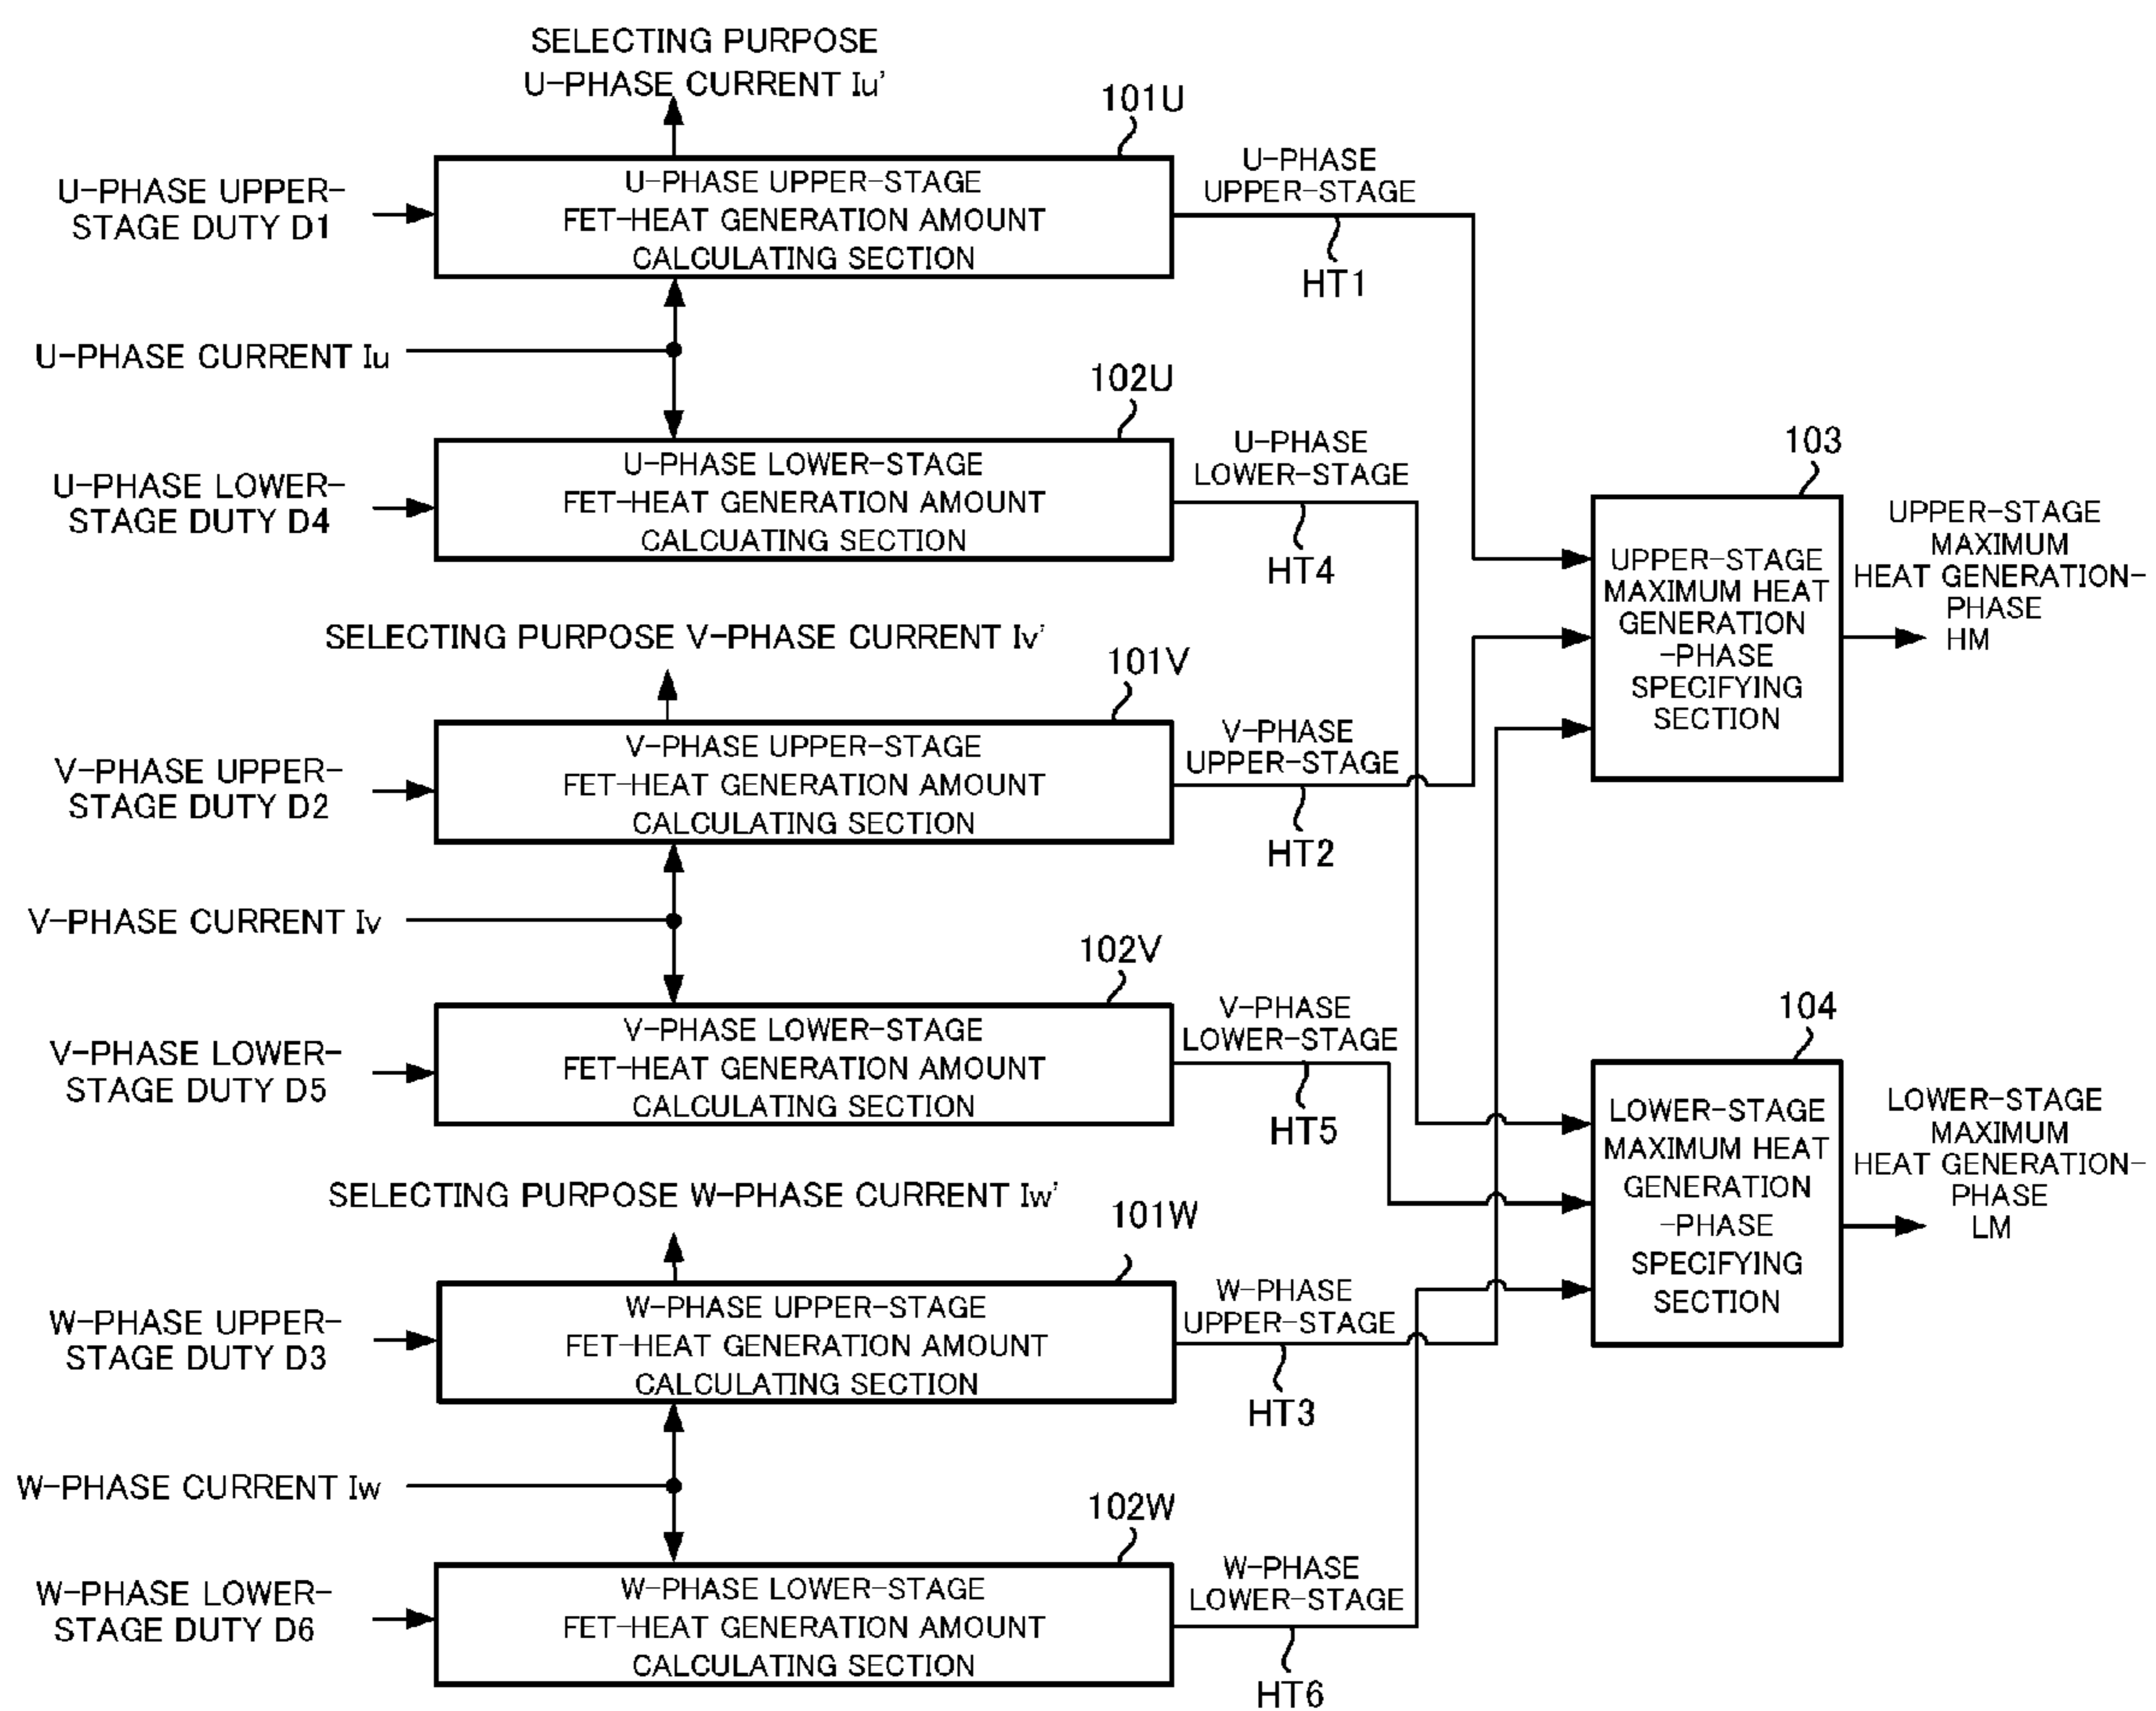 SELECTING PURPOSE
U-PHASE CURRENT Iu'
101U
U-PHASE UPPER-
STAGE DUTY D1
U-PHASE UPPER-STAGE
FET-HEAT GENERATION AMOUNT
CALCULATING SECTION
U-PHASE
UPPER-STAGE
HT1
U-PHASE CURRENT Iu
102U
U-PHASE LOWER-
STAGE DUTY D4
U-PHASE LOWER-STAGE
FET-HEAT GENERATION AMOUNT
CALCUATING SECTION
U-PHASE
LOWER-STAGE
HT4
SELECTING PURPOSE V-PHASE CURRENT Iv'
101V
V-PHASE UPPER-
STAGE DUTY D2
V-PHASE UPPER-STAGE
FET-HEAT GENERATION AMOUNT
CALCULATING SECTION
V-PHASE
UPPER-STAGE
HT2
V-PHASE CURRENT Iv
102V
V-PHASE LOWER-
STAGE DUTY D5
V-PHASE LOWER-STAGE
FET-HEAT GENERATION AMOUNT
CALCULATING SECTION
V-PHASE
LOWER-STAGE
HT5
SELECTING PURPOSE W-PHASE CURRENT Iw'
101W
W-PHASE UPPER-
STAGE DUTY D3
W-PHASE UPPER-STAGE
FET-HEAT GENERATION AMOUNT
CALCULATING SECTION
W-PHASE
UPPER-STAGE
HT3
W-PHASE CURRENT Iw
102W
W-PHASE LOWER-
STAGE DUTY D6
W-PHASE LOWER-STAGE
FET-HEAT GENERATION AMOUNT
CALCULATING SECTION
W-PHASE
LOWER-STAGE
HT6
103
UPPER-STAGE
MAXIMUM HEAT
GENERATION
-PHASE
SPECIFYING
SECTION
UPPER-STAGE
MAXIMUM
HEAT GENERATION-
PHASE
HM
104
LOWER-STAGE
MAXIMUM HEAT
GENERATION
-PHASE
SPECIFYING
SECTION
LOWER-STAGE
MAXIMUM
HEAT GENERATION-
PHASE
LM